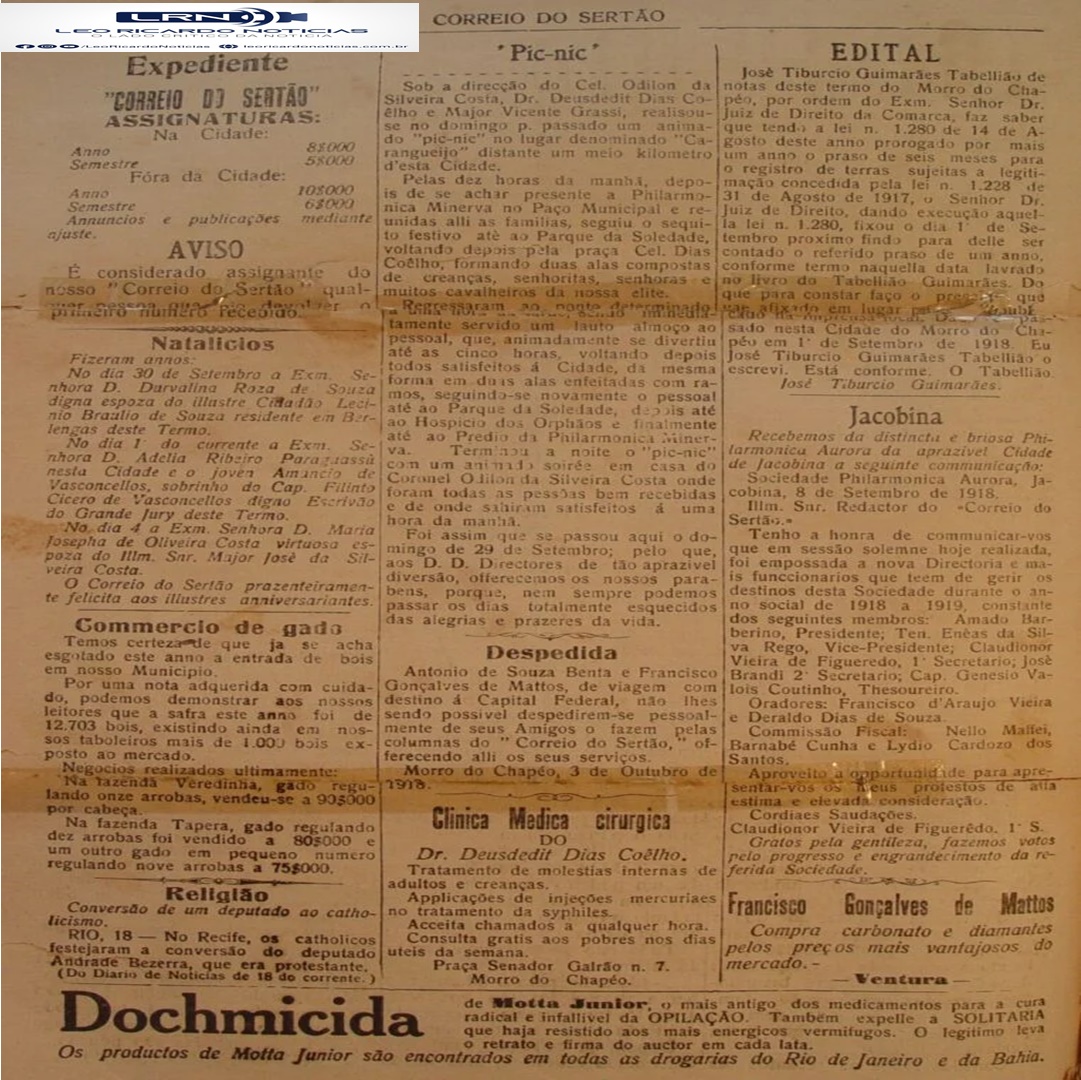 LRN
LEO RICARDO NOTICIAS
O LADO CRITICO DA NOTICIA
/LeoRicardoNoticias leoricardonoticias.com.br
CORREIO DO SERTÃO
Expediente
"CORREIO DO SERTÃO"
ASSIGNATURAS:
Na Cidade:
Anno 8$000
Semestre 5$000
Fóra da Cidade:
Anno 10$000
Semestre 6$000
Annuncios e publicações mediante
ajuste.
AVISO
É considerado assignante do
nosso "Correio do Sertão" qual-
quer pessoa que não devolver o
primeiro numero recebido.
Natalicios
Fizeram annos:
No dia 30 de Setembro a Exm. Se-
nhora D. Durvalina Roza de Souza
digna espoza do illustre Cidadão Leci-
nio Braulio de Souza residente em Ber-
lengas deste Termo.
No dia 1º do currente a Exm. Se-
nhora D. Adelia Ribeiro Paraguassù
nesta Cidade e o joven Amancio de
Vasconcellos, sobrinho do Cap. Filinto
Cicero de Vasconcellos digno Escrivão
do Grande Jury deste Termo.
No dia 4 a Exm. Senhora D. Maria
Josepha de Oliveira Costa virtuosa es-
poza do Illm. Snr. Major José da Sil-
veira Costa.
O Correio do Sertão prazenteiramen-
te felicita aos illustres anniversariantes.
Commercio de gado
Temos certeza de que ja se acha
esgotado este anno a entrada de bois
em nosso Municipio.
Por uma nota adquerida com cuida-
do, podemos demonstrar aos nossos
leitores que a safra este anno foi de
12.703 bois, existindo ainda em nos-
sos taboleiros mais de 1.000 bois ex-
posto ao mercado.
Negocios realizados ultimamente:
Na fazenda Veredinha, gado regu-
lando onze arrobas, vendeu-se a 90$000
por cabeça.
Na fazenda Tapera, gado regulando
dez arrobas foi vendido a 80$000 e
um outro gado em pequeno numero
regulando nove arrobas a 75$000.
Religião
Conversão de um deputado ao catho-
licismo.
RIO, 18 — No Recife, os catholicos
festejaram a conversão do deputado
Andrade Bezerra, que era protestante.
(Do Diario de Noticias de 18 do corrente.)
'Pic-nic'
Sob a direcção do Cel. Odilon da
Silveira Costa, Dr. Deusdedit Dias Co-
êlho e Major Vicente Grassi, realisou-
se no domingo p. passado um anima-
do "pic-nic" no lugar denominado "Ca-
rangueijo" distante um meio kilometro
d'esta Cidade.
Pelas dez horas da manhã, depo-
is de se achar presente a Philarmo-
nica Minerva no Paço Municipal e re-
unidas alli as familias, seguiu o sequi-
to festivo atè ao Parque da Soledade,
voltando depois pela praça Cel. Dias
Coêlho, formando duas alas compostas
de creanças, senhoritas, senhoras e
muitos cavalheiros da nossa elite.
Regressaram ao ponto determinado
immedia-
tamente servido um lauto almoço ao
pessoal, que, animadamente se divertiu
até as cinco horas, voltando depois
todos satisfeitos á Cidade, da mesma
forma em duas alas enfeitadas com ra-
mos, seguindo-se novamente o pessoal
até ao Parque da Soledade, depois até
ao Hospicio dos Orphãos e finalmente
até ao Predio da Philarmonica Miner-
va. Terminou a noite o "pic-nic"
com um animado soirée em casa do
Coronel Odilon da Silveira Costa onde
foram todas as pessôas bem recebidas
e de onde sahiram satisfeitos á uma
hora da manhã.
Foi assim que se passou aqui o do-
mingo de 29 de Setembro; pelo que,
aos D. D. Directores de tão aprazivel
diversão, offerecemos os nossos para-
bens, porque, nem sempre podemos
passar os dias totalmente esquecidos
das alegrias e prazeres da vida.
Despedida
Antonio de Souza Benta e Francisco
Gonçalves de Mattos, de viagem com
destino á Capital Federal, não lhes
sendo possivel despedirem-se pessoal-
mente de seus Amigos o fazem pelas
columnas do "Correio do Sertão," of-
ferecendo alli os seus serviços.
Morro do Chapéo, 3 de Outubro de
1918.
Clinica Medica cirurgica
DO
Dr. Deusdedit Dias Coêlho.
Tratamento de molestias internas de
adultos e creanças.
Applicações de injeções mercuriaes
no tratamento da syphiles.
Acceita chamados a qualquer hora.
Consulta gratis aos pobres nos dias
uteis da semana.
Praça Senador Galrão n. 7.
Morro do Chapéo.
EDITAL
José Tiburcio Guimarães Tabellião de
notas deste termo do Morro do Cha-
péo, por ordem do Exm. Senhor Dr.
Juiz de Direito da Comarca, faz saber
que tendo a lei n. 1.280 de 14 de A-
gosto deste anno prorogado por mais
um anno o praso de seis meses para
o registro de terras sujeitas a legiti-
mação concedida pela lei n. 1.228 de
31 de Agosto de 1917, o Senhor Dr.
Juiz de Direito, dando execução aquel-
la lei n. 1.280, fixou o dia 1º de Se-
tembro proximo findo para delle ser
contado o referido praso de um anno,
conforme termo naquella data lavrado
no livro do Tabellião Guimarães. Do
que para constar faço o presente que
sera afixado em lugar
sado nesta Cidade do Morro do Cha-
péo em 1º de Setembro de 1918. Eu
José Tiburcio Guimarães Tabellião o
escrevi. Está conforme. O Tabellião.
José Tiburcio Guimarães.
Jacobina
Recebemos da distincta e briosa Phi-
larmonica Aurora da aprazivel Cidade
de Jacobina a seguinte communicação:
Sociedade Philarmonica Aurora, Ja-
cobina, 8 de Setembro de 1918.
Illm. Snr. Redactor do «Correio do
Sertão.»
Tenho a honra de communicar-vos
que em sessão solemne hoje realizada,
foi empossada a nova Directoria e ma-
is funccionarios que teem de gerir os
destinos desta Sociedade durante o an-
no social de 1918 a 1919, constante
dos seguintes membros: Amado Bar-
berino, Presidente; Ten. Enèas da Sil-
va Rego, Vice-Presidente; Claudionor
Vieira de Figueredo, 1º Secretario; José
Brandi 2º Secretario; Cap. Genesio Va-
lois Coutinho, Thesoureiro.
Oradores: Francisco d'Araujo Vieira
e Deraldo Dias de Souza.
Commissão Fiscal: Nello Maffei,
Barnabé Cunha e Lydio Cardozo dos
Santos.
Aproveito a opportunidade para apre-
sentar-vos os meus protestos de alta
estima e elevada consideração.
Cordiaes Saudações.
Claudionor Vieira de Figuerêdo. 1º S.
Gratos pela gentileza, fazemos votos
pelo progresso e engrandecimento da re-
ferida Sociedade.
Francisco Gonçalves de Mattos
Compra carbonato e diamantes
pelos preços mais vantajosos do
mercado.-
—Ventura—
Dochmicida
de Motta Junior, o mais antigo dos medicamentos para a cura
radical e infallivel da OPILAÇÃO. Também expelle a SOLITARIA
que haja resistido aos mais energicos vermifugos. O legitimo leva
o retrato e firma do auctor em cada lata.
Os productos de Motta Junior são encontrados em todas as drogarias do Rio de Janeiro e da Bahia.